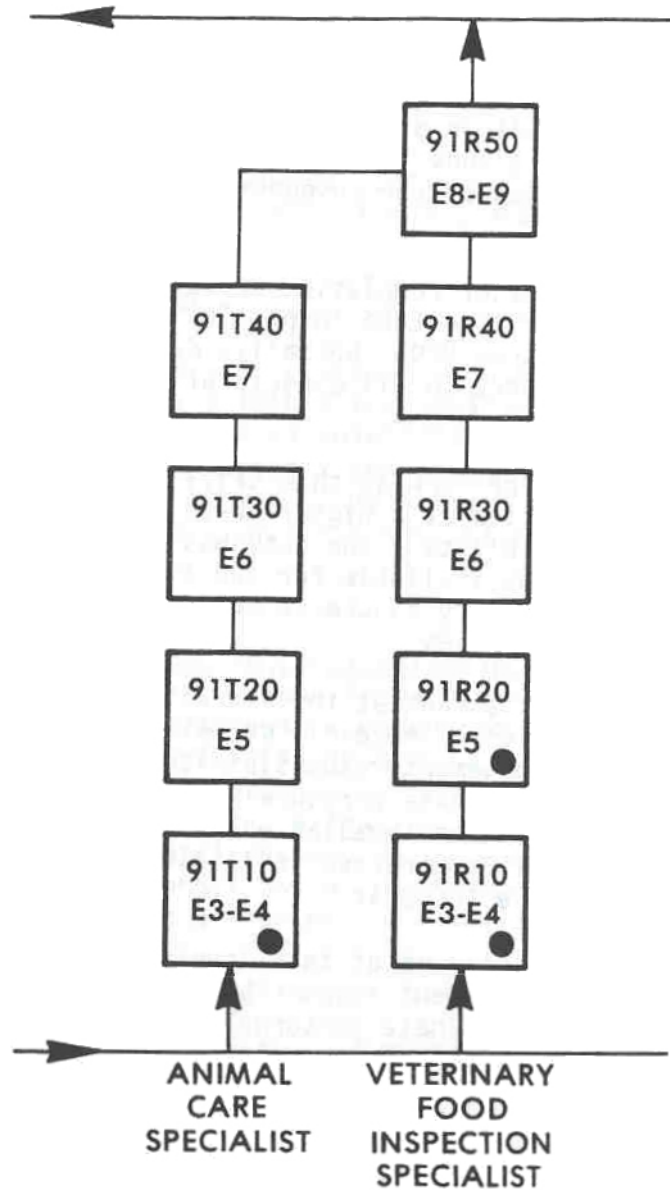 91R50
E8-E9
91T40
E7
91R40
E7
91T30
E6
91R30
E6
91T20
E5
91R20
E5
91T10
E3-E4
91R10
E3-E4
ANIMAL
CARE
SPECIALIST
VETERINARY
FOOD
INSPECTION
SPECIALIST